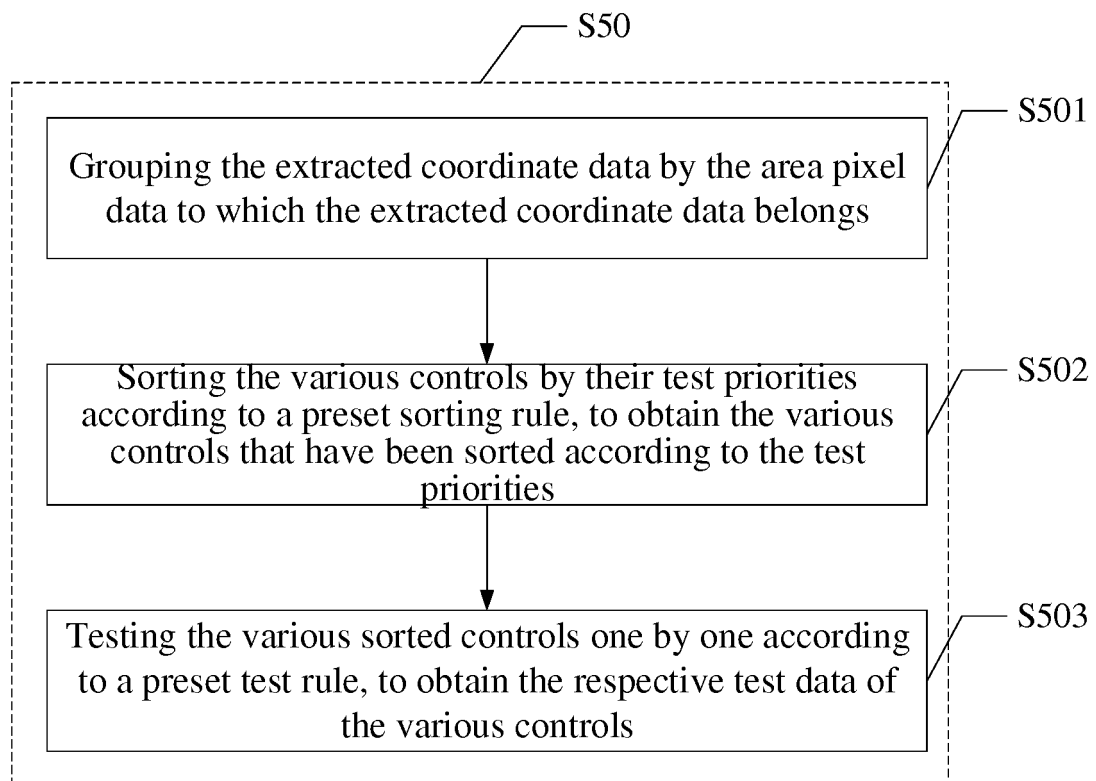 S50
S501
Grouping the extracted coordinate data by the area pixel
data to which the extracted coordinate data belongs
S502
Sorting the various controls by their test priorities
according to a preset sorting rule, to obtain the various
controls that have been sorted according to the test
priorities
S503
Testing the various sorted controls one by one according
to a preset test rule, to obtain the respective test data of
the various controls